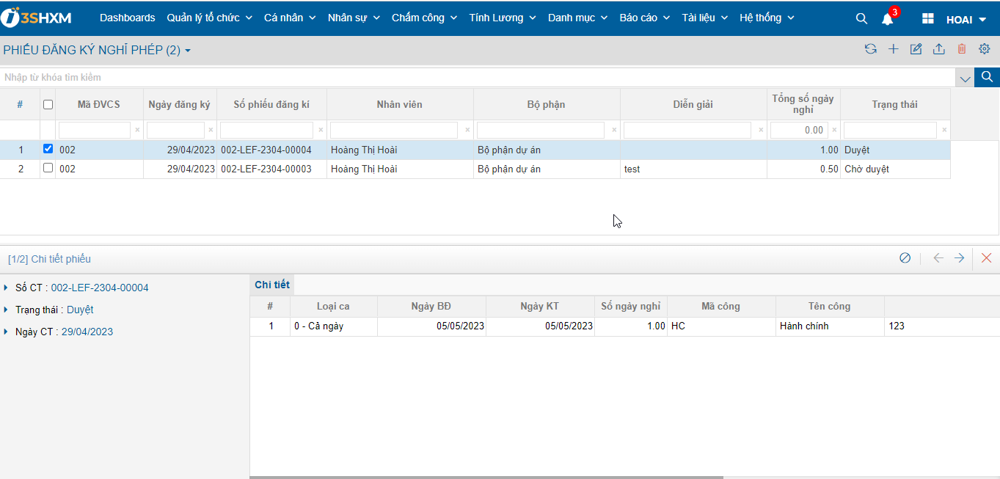 3SHXM Dashboards Quản lý tổ chức Cá nhân Nhân sự Chấm công Tính Lương Danh mục Báo cáo Tài liệu Hệ thống 3 HOAI
PHIẾU ĐĂNG KÝ NGHỈ PHÉP (2)
Nhập từ khóa tìm kiếm
# Mã ĐVCS Ngày đăng ký Số phiếu đăng kí Nhân viên Bộ phận Diễn giải Tổng số ngày nghỉ Trạng thái
× × × × × × 0.00 × ×
1 002 29/04/2023 002-LEF-2304-00004 Hoàng Thị Hoài Bộ phận dự án 1.00 Duyệt
2 002 29/04/2023 002-LEF-2304-00003 Hoàng Thị Hoài Bộ phận dự án test 0.50 Chờ duyệt
[1/2] Chi tiết phiếu
Số CT : 002-LEF-2304-00004
Trạng thái : Duyệt
Ngày CT : 29/04/2023
Chi tiết
# Loại ca Ngày BĐ Ngày KT Số ngày nghỉ Mã công Tên công
1 0 - Cả ngày 05/05/2023 05/05/2023 1.00 HC Hành chính 123